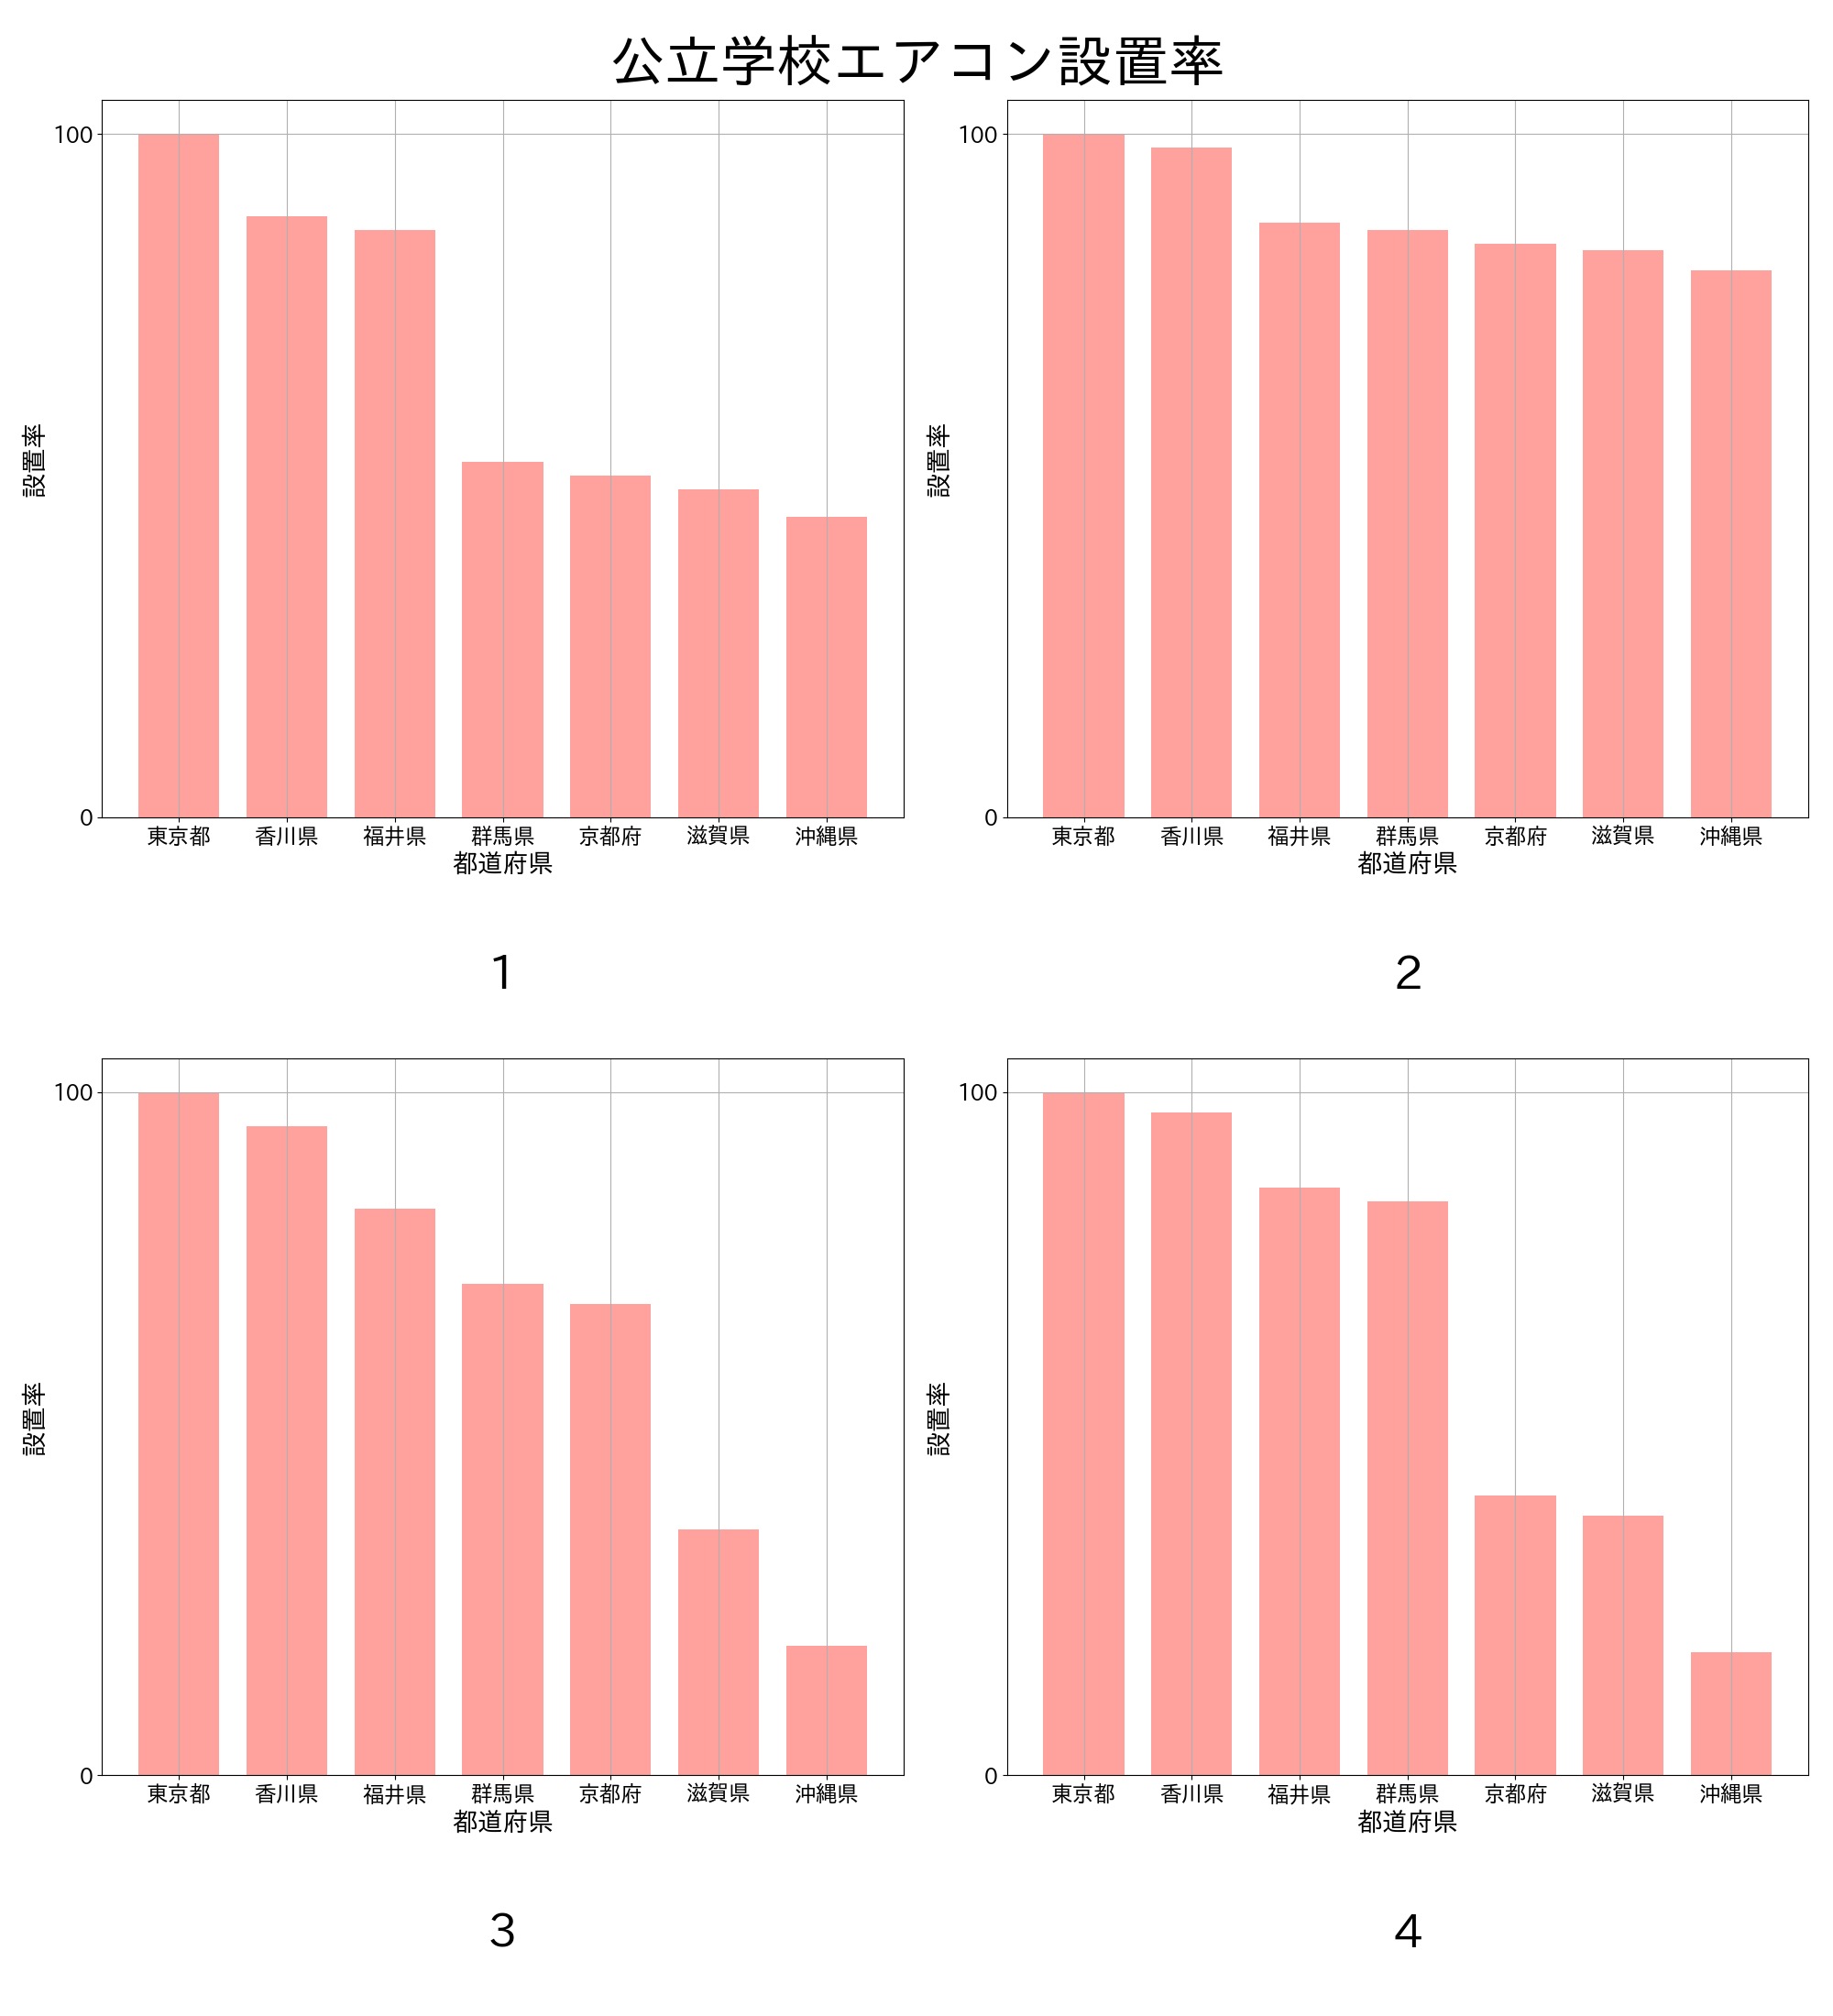 公立学校エアコン設置率
100
0
設置率
東京都 香川県 福井県 群馬県 京都府 滋賀県 沖縄県
都道府県
1
100
0
設置率
東京都 香川県 福井県 群馬県 京都府 滋賀県 沖縄県
都道府県
2
100
0
設置率
東京都 香川県 福井県 群馬県 京都府 滋賀県 沖縄県
都道府県
3
100
0
設置率
東京都 香川県 福井県 群馬県 京都府 滋賀県 沖縄県
都道府県
4